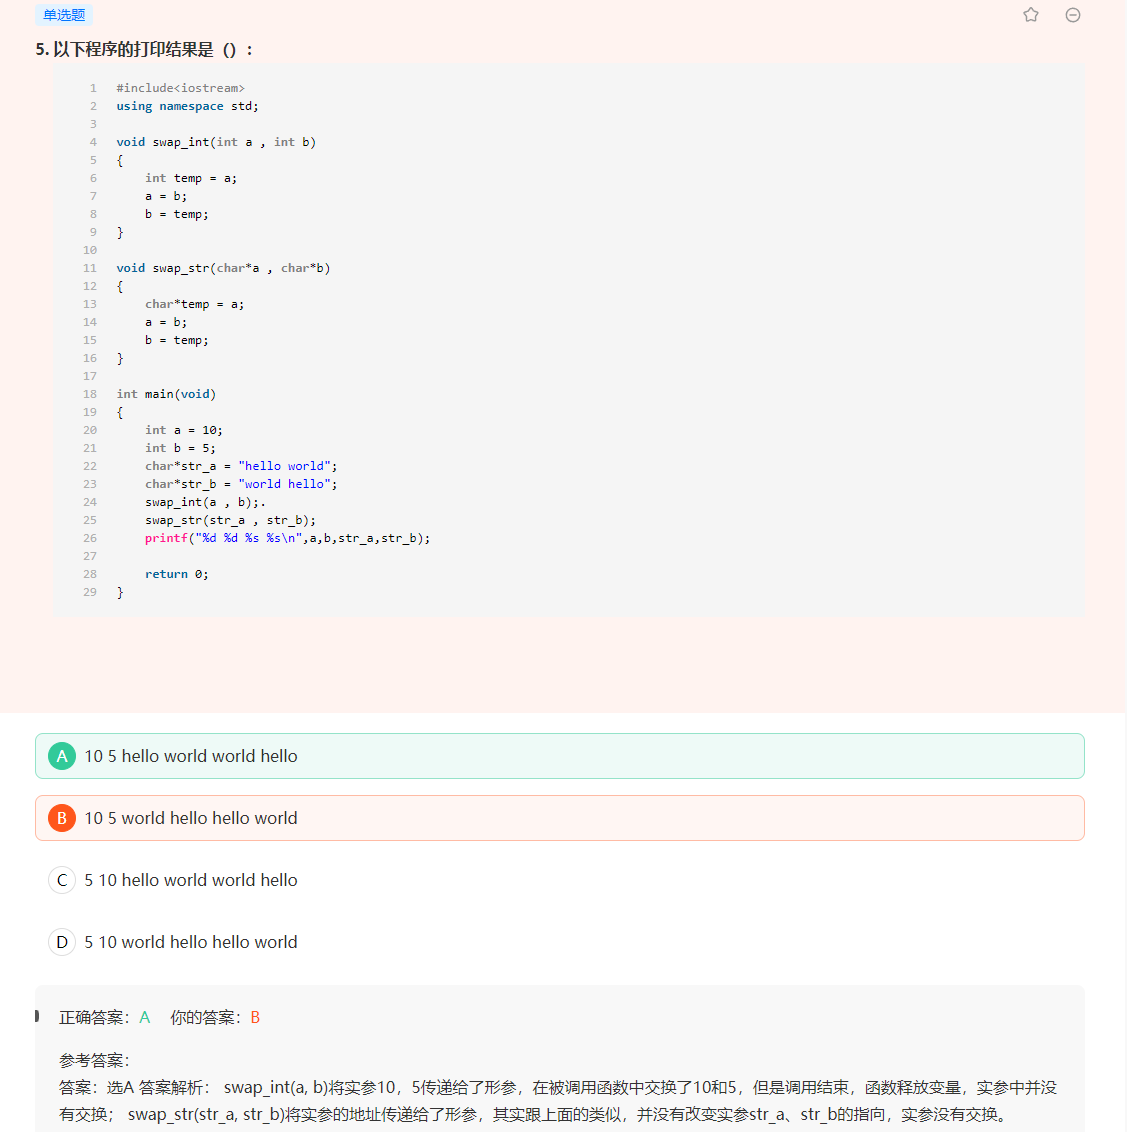 单选题
5. 以下程序的打印结果是（）：
1 #include<iostream>
2 using namespace std;
3
4 void swap_int(int a , int b)
5 {
6     int temp = a;
7     a = b;
8     b = temp;
9 }
10
11 void swap_str(char*a , char*b)
12 {
13     char*temp = a;
14     a = b;
15     b = temp;
16 }
17
18 int main(void)
19 {
20     int a = 10;
21     int b = 5;
22     char*str_a = "hello world";
23     char*str_b = "world hello";
24     swap_int(a , b);.
25     swap_str(str_a , str_b);
26     printf("%d %d %s %s\n",a,b,str_a,str_b);
27
28     return 0;
29 }
A 10 5 hello world world hello
B 10 5 world hello hello world
C 5 10 hello world world hello
D 5 10 world hello hello world
正确答案：A 你的答案：B
参考答案：
答案：选A 答案解析： swap_int(a, b)将实参10，5传递给了形参，在被调用函数中交换了10和5，但是调用结束，函数释放变量，实参中并没
有交换； swap_str(str_a, str_b)将实参的地址传递给了形参，其实跟上面的类似，并没有改变实参str_a、str_b的指向，实参没有交换。